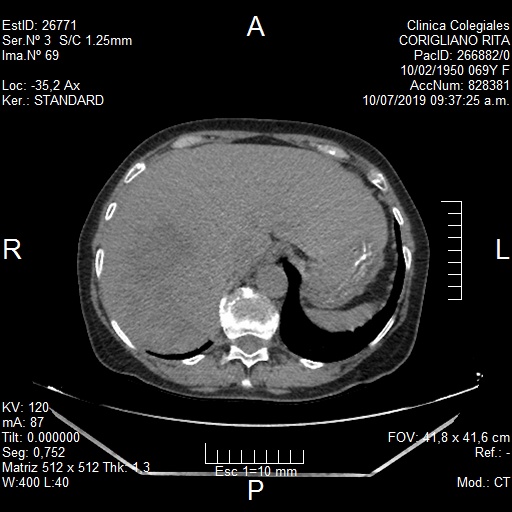 EstID: 26771
Ser.Nº 3 S/C 1.25mm
Ima.Nº 69
Loc: -35,2 Ax
Ker.: STANDARD
A
Clinica Colegiales
CORIGLIANO RITA
PacID: 266882/0
10/02/1950 069Y F
AccNum: 828381
10/07/2019 09:37:25 a.m.
R
L
KV: 120
mA: 87
Tilt: 0.000000
Seg: 0,752
Matriz 512 x 512 Thk: 1.3
W:400 L:40
Esc 1=10 mm
P
FOV: 41,8 x 41,6 cm
Ref.: -
Mod.: CT